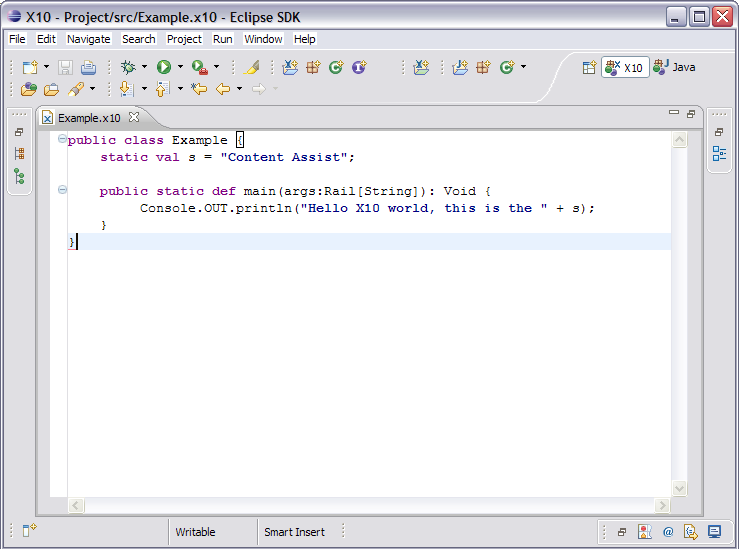 X10 - Project/src/Example.x10 - Eclipse SDK
File Edit Navigate Search Project Run Window Help
X10 Java
Example.x10
public class Example {
static val s = "Content Assist";
public static def main(args:Rail[String]): Void {
Console.OUT.println("Hello X10 world, this is the " + s);
}
}
Writable Smart Insert